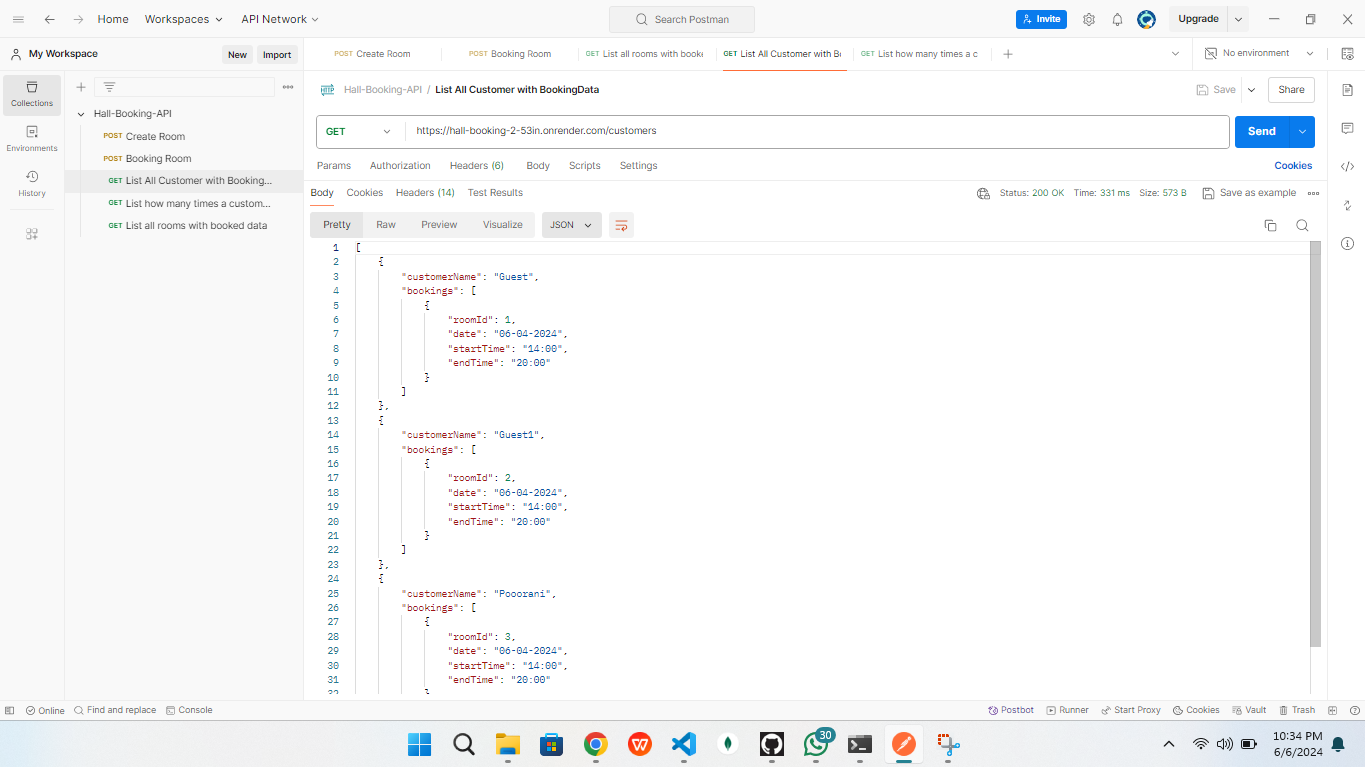 Home Workspaces API Network Search Postman Invite Upgrade
My Workspace New Import POST Create Room POST Booking Room GET List all rooms with booke GET List All Customer with Bo GET List how many times a c No environment
Collections
Environments
History
Hall-Booking-API
POST Create Room
POST Booking Room
GET List All Customer with Booking...
GET List how many times a custom...
GET List all rooms with booked data
HTTP Hall-Booking-API / List All Customer with BookingData Save Share
GET https://hall-booking-2-53in.onrender.com/customers Send
Params Authorization Headers (6) Body Scripts Settings Cookies
Body Cookies Headers (14) Test Results Status: 200 OK Time: 331 ms Size: 573 B Save as example
Pretty Raw Preview Visualize JSON
1 [
2 {
3 "customerName": "Guest",
4 "bookings": [
5 {
6 "roomId": 1,
7 "date": "06-04-2024",
8 "startTime": "14:00",
9 "endTime": "20:00"
10 }
11 ]
12 },
13 {
14 "customerName": "Guest1",
15 "bookings": [
16 {
17 "roomId": 2,
18 "date": "06-04-2024",
19 "startTime": "14:00",
20 "endTime": "20:00"
21 }
22 ]
23 },
24 {
25 "customerName": "Pooorani",
26 "bookings": [
27 {
28 "roomId": 3,
29 "date": "06-04-2024",
30 "startTime": "14:00",
31 "endTime": "20:00"
32 }
Online Find and replace Console Postbot Runner Start Proxy Cookies Vault Trash
30
10:34 PM
6/6/2024